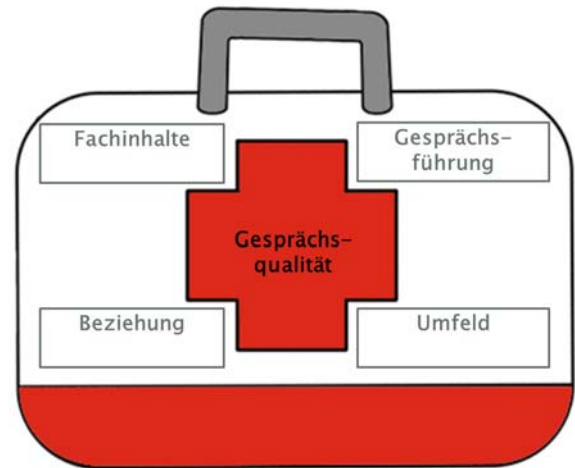 Fachinhalte
Gesprächs-
führung
Gesprächs-
qualität
Beziehung
Umfeld